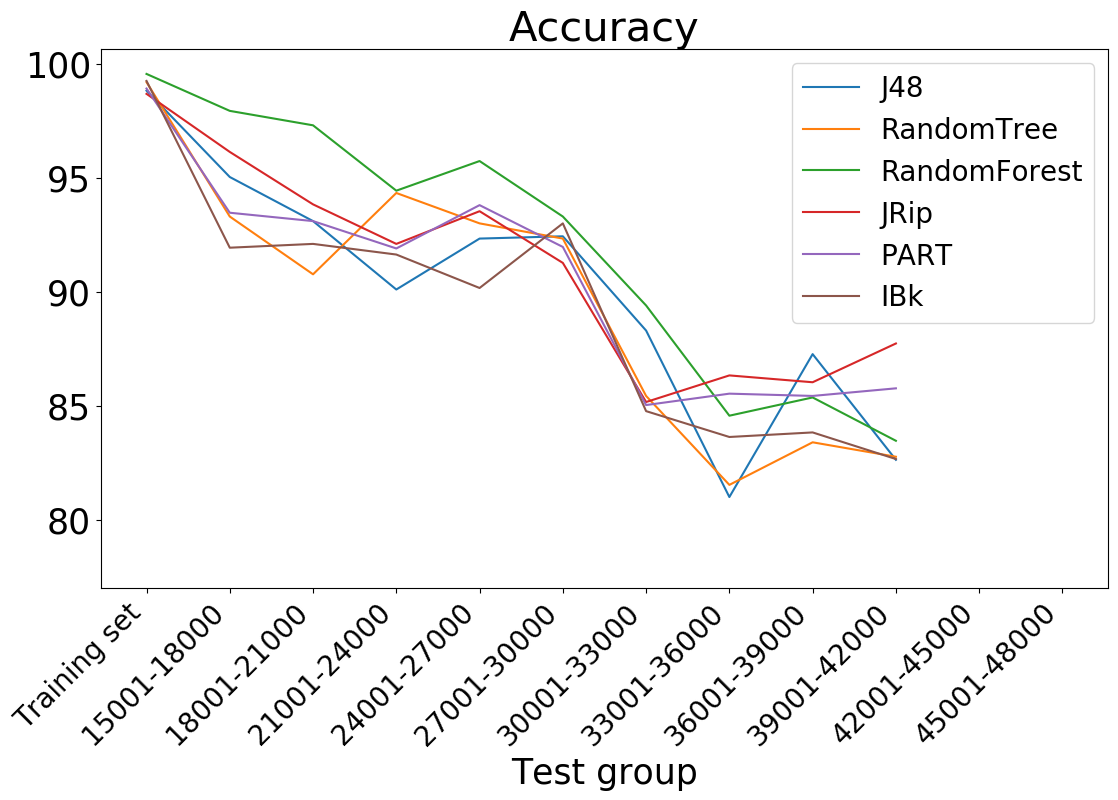 Accuracy
100
95
90
85
80
J48
RandomTree
RandomForest
JRip
PART
IBk
Training set
15001-18000
18001-21000
21001-24000
24001-27000
27001-30000
30001-33000
33001-36000
36001-39000
39001-42000
42001-45000
45001-48000
Test group